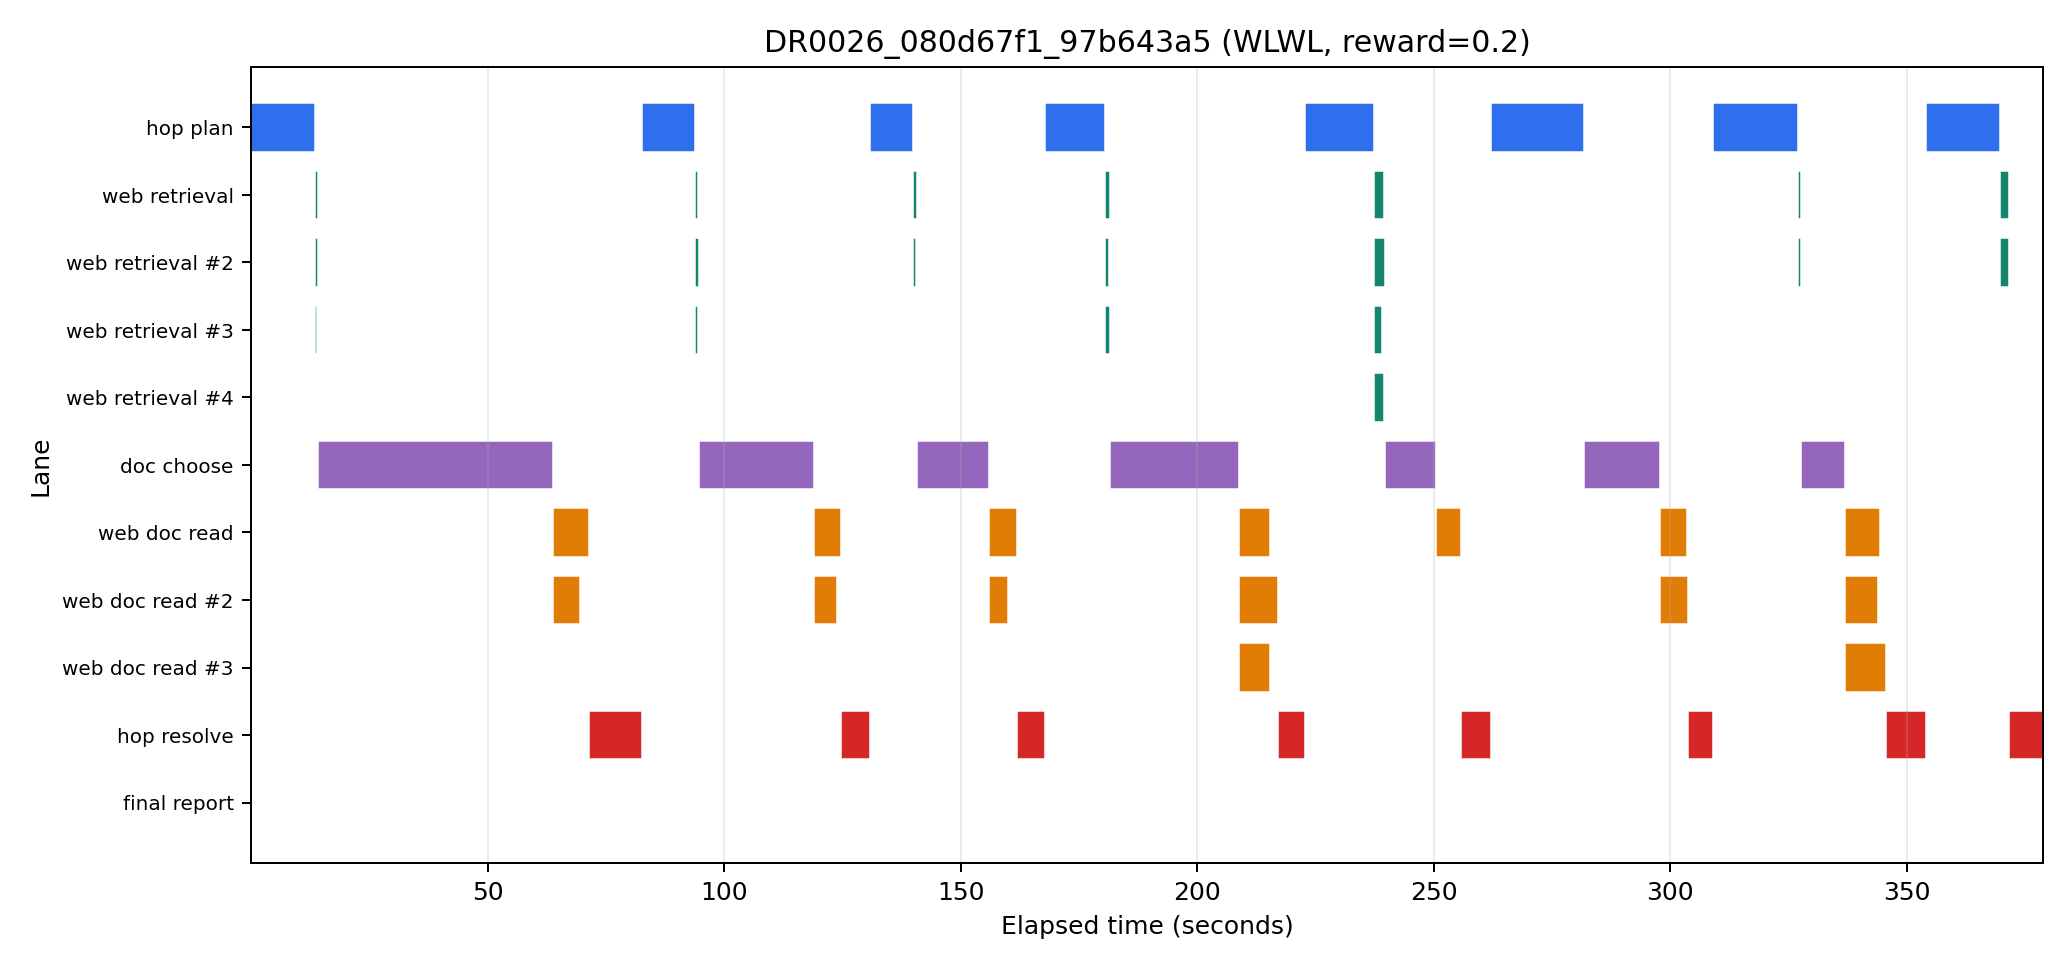 DR0026_080d67f1_97b643a5 (WLWL, reward=0.2)
hop plan
web retrieval
web retrieval #2
web retrieval #3
web retrieval #4
doc choose
web doc read
web doc read #2
web doc read #3
hop resolve
final report
Lane
50 100 150 200 250 300 350
Elapsed time (seconds)